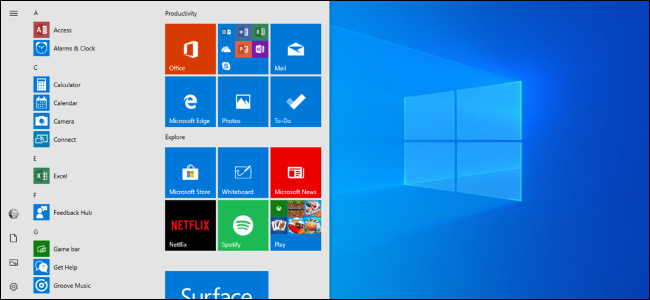 A
Access
Alarms & Clock
C
Calculator
Calendar
Camera
Connect
E
Excel
F
Feedback Hub
G
Game bar
Get Help
Groove Music
Productivity
Office
Mail
Microsoft Edge
Photos
To-Do
Explore
Microsoft Store
Whiteboard
Microsoft News
NETFLIX
Netflix
Spotify
Play
Surface